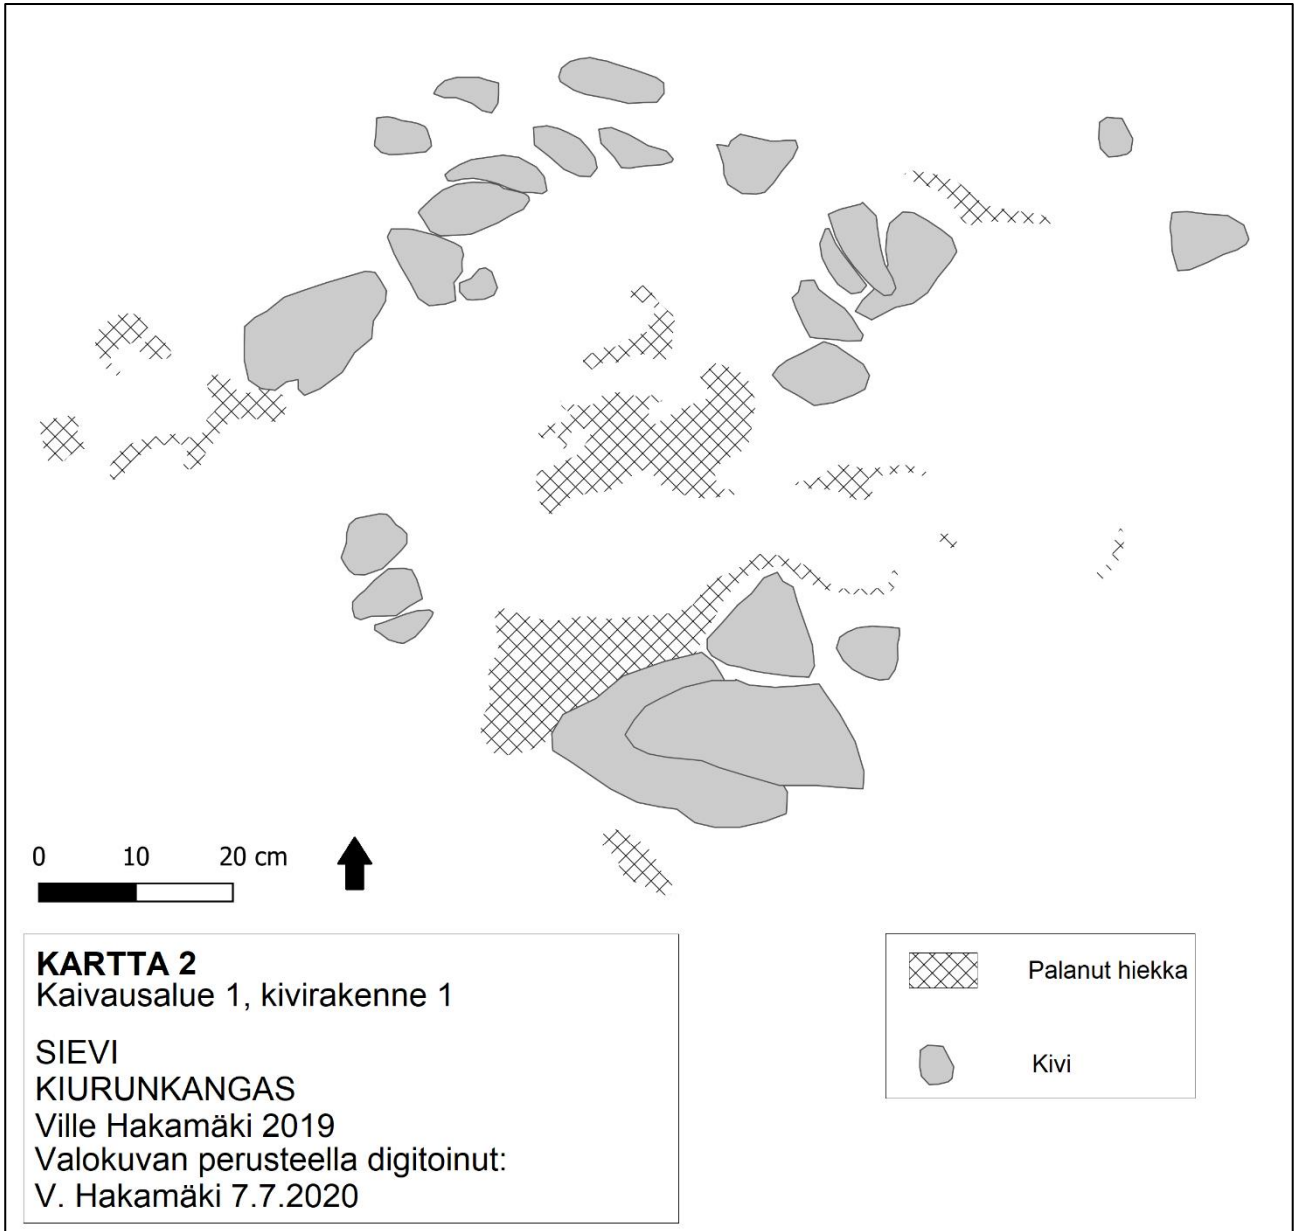 0 10 20 cm
KARTTA 2
Kaivausalue 1, kivirakenne 1
SIEVI
KIURUNKANGAS
Ville Hakamäki 2019
Valokuvan perusteella digitoinut:
V. Hakamäki 7.7.2020
Palanut hiekka
Kivi